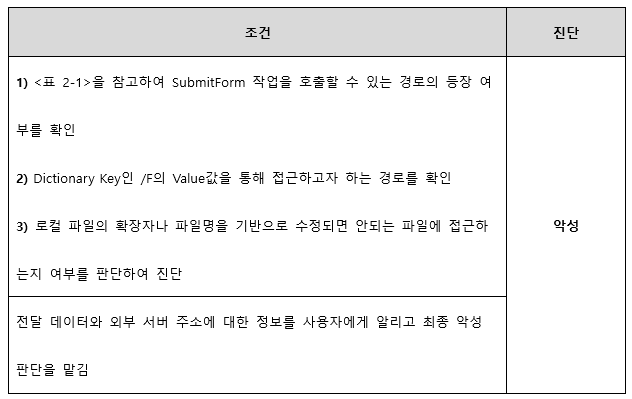 조건
진단
1) <표 2-1>을 참고하여 SubmitForm 작업을 호출할 수 있는 경로의 등장 여
부를 확인
2) Dictionary Key인 /F의 Value값을 통해 접근하고자 하는 경로를 확인
3) 로컬 파일의 확장자나 파일명을 기반으로 수정되면 안되는 파일에 접근하
는지 여부를 판단하여 진단
악성
전달 데이터와 외부 서버 주소에 대한 정보를 사용자에게 알리고 최종 악성
판단을 맡김